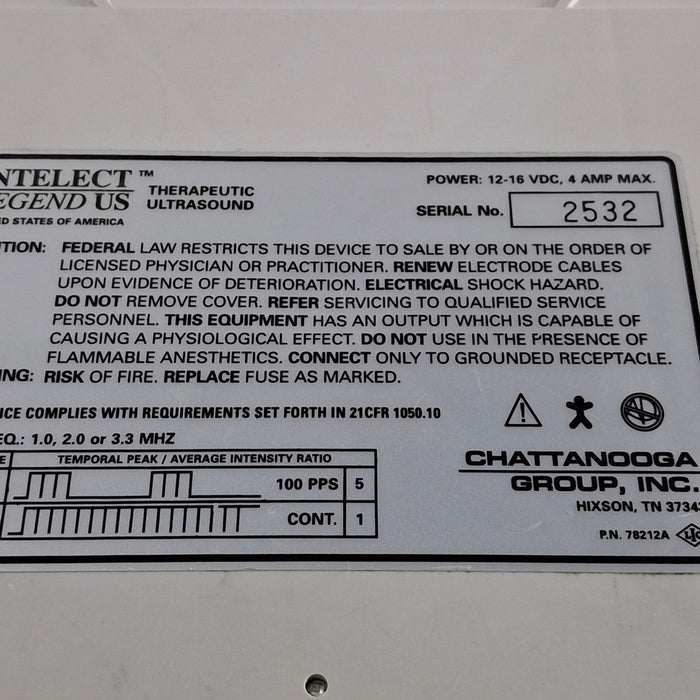 NTELECT ™
EGEND US
THERAPEUTIC
ULTRASOUND
ED STATES OF AMERICA
POWER: 12-16 VDC, 4 AMP MAX.
SERIAL No. 2532
TION: FEDERAL LAW RESTRICTS THIS DEVICE TO SALE BY OR ON THE ORDER OF
LICENSED PHYSICIAN OR PRACTITIONER. RENEW ELECTRODE CABLES
UPON EVIDENCE OF DETERIORATION. ELECTRICAL SHOCK HAZARD.
DO NOT REMOVE COVER. REFER SERVICING TO QUALIFIED SERVICE
PERSONNEL. THIS EQUIPMENT HAS AN OUTPUT WHICH IS CAPABLE OF
CAUSING A PHYSIOLOGICAL EFFECT. DO NOT USE IN THE PRESENCE OF
FLAMMABLE ANESTHETICS. CONNECT ONLY TO GROUNDED RECEPTACLE.
ING: RISK OF FIRE. REPLACE FUSE AS MARKED.
ICE COMPLIES WITH REQUIREMENTS SET FORTH IN 21CFR 1050.10
EQ.: 1.0, 2.0 or 3.3 MHZ
E TEMPORAL PEAK / AVERAGE INTENSITY RATIO
100 PPS 5
CONT. 1
CHATTANOOGA
GROUP, INC.
HIXSON, TN 3734
P.N. 78212A